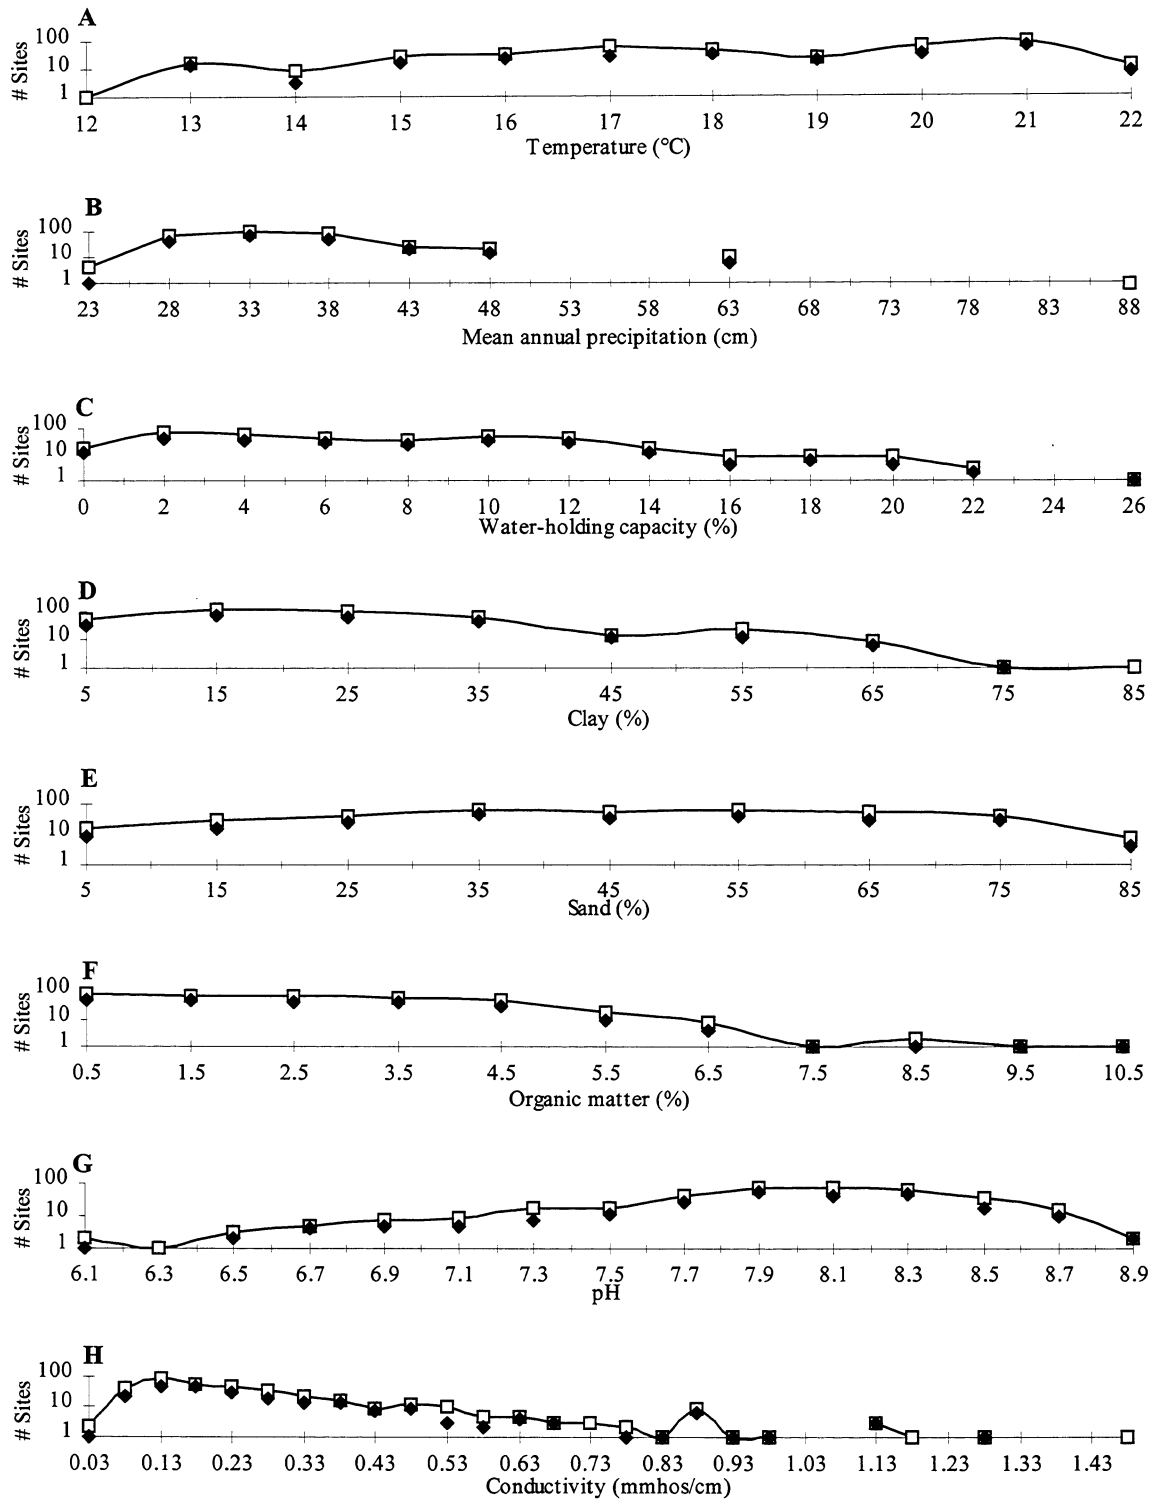 A
# Sites
100
10
1
12 13 14 15 16 17 18 19 20 21 22
Temperature (°C)
B
# Sites
100
10
1
23 28 33 38 43 48 53 58 63 68 73 78 83 88
Mean annual precipitation (cm)
C
# Sites
100
10
1
0 2 4 6 8 10 12 14 16 18 20 22 24 26
Water-holding capacity (%)
D
# Sites
100
10
1
5 15 25 35 45 55 65 75 85
Clay (%)
E
# Sites
100
10
1
5 15 25 35 45 55 65 75 85
Sand (%)
F
# Sites
100
10
1
0.5 1.5 2.5 3.5 4.5 5.5 6.5 7.5 8.5 9.5 10.5
Organic matter (%)
G
# Sites
100
10
1
6.1 6.3 6.5 6.7 6.9 7.1 7.3 7.5 7.7 7.9 8.1 8.3 8.5 8.7 8.9
pH
H
# Sites
100
10
1
0.03 0.13 0.23 0.33 0.43 0.53 0.63 0.73 0.83 0.93 1.03 1.13 1.23 1.33 1.43
Conductivity (mmhos/cm)